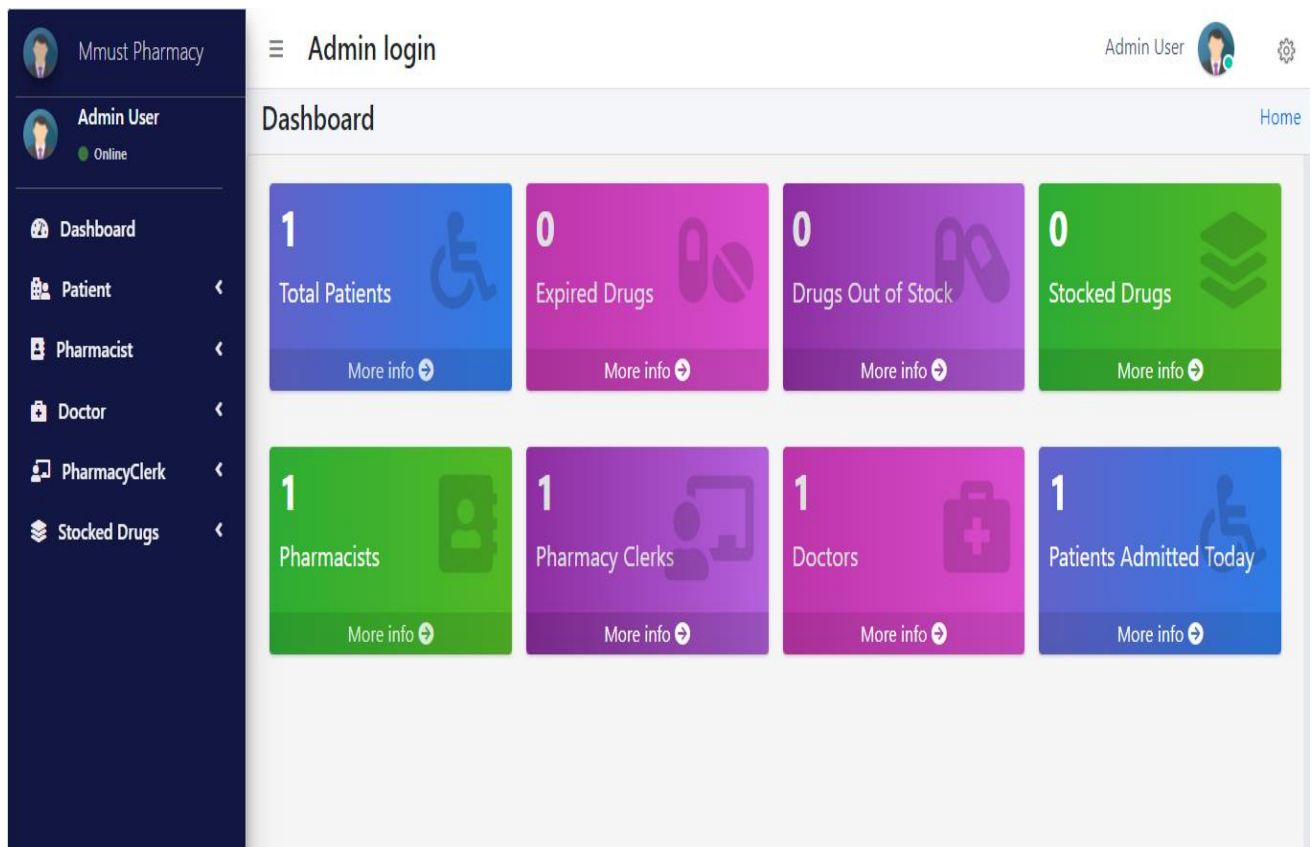 Mmust Pharmacy
Admin User
Online
Dashboard
Patient
Pharmacist
Doctor
PharmacyClerk
Stocked Drugs
Admin login
Admin User
Dashboard
Home
1
Total Patients
More info
0
Expired Drugs
More info
0
Drugs Out of Stock
More info
0
Stocked Drugs
More info
1
Pharmacists
More info
1
Pharmacy Clerks
More info
1
Doctors
More info
1
Patients Admitted Today
More info